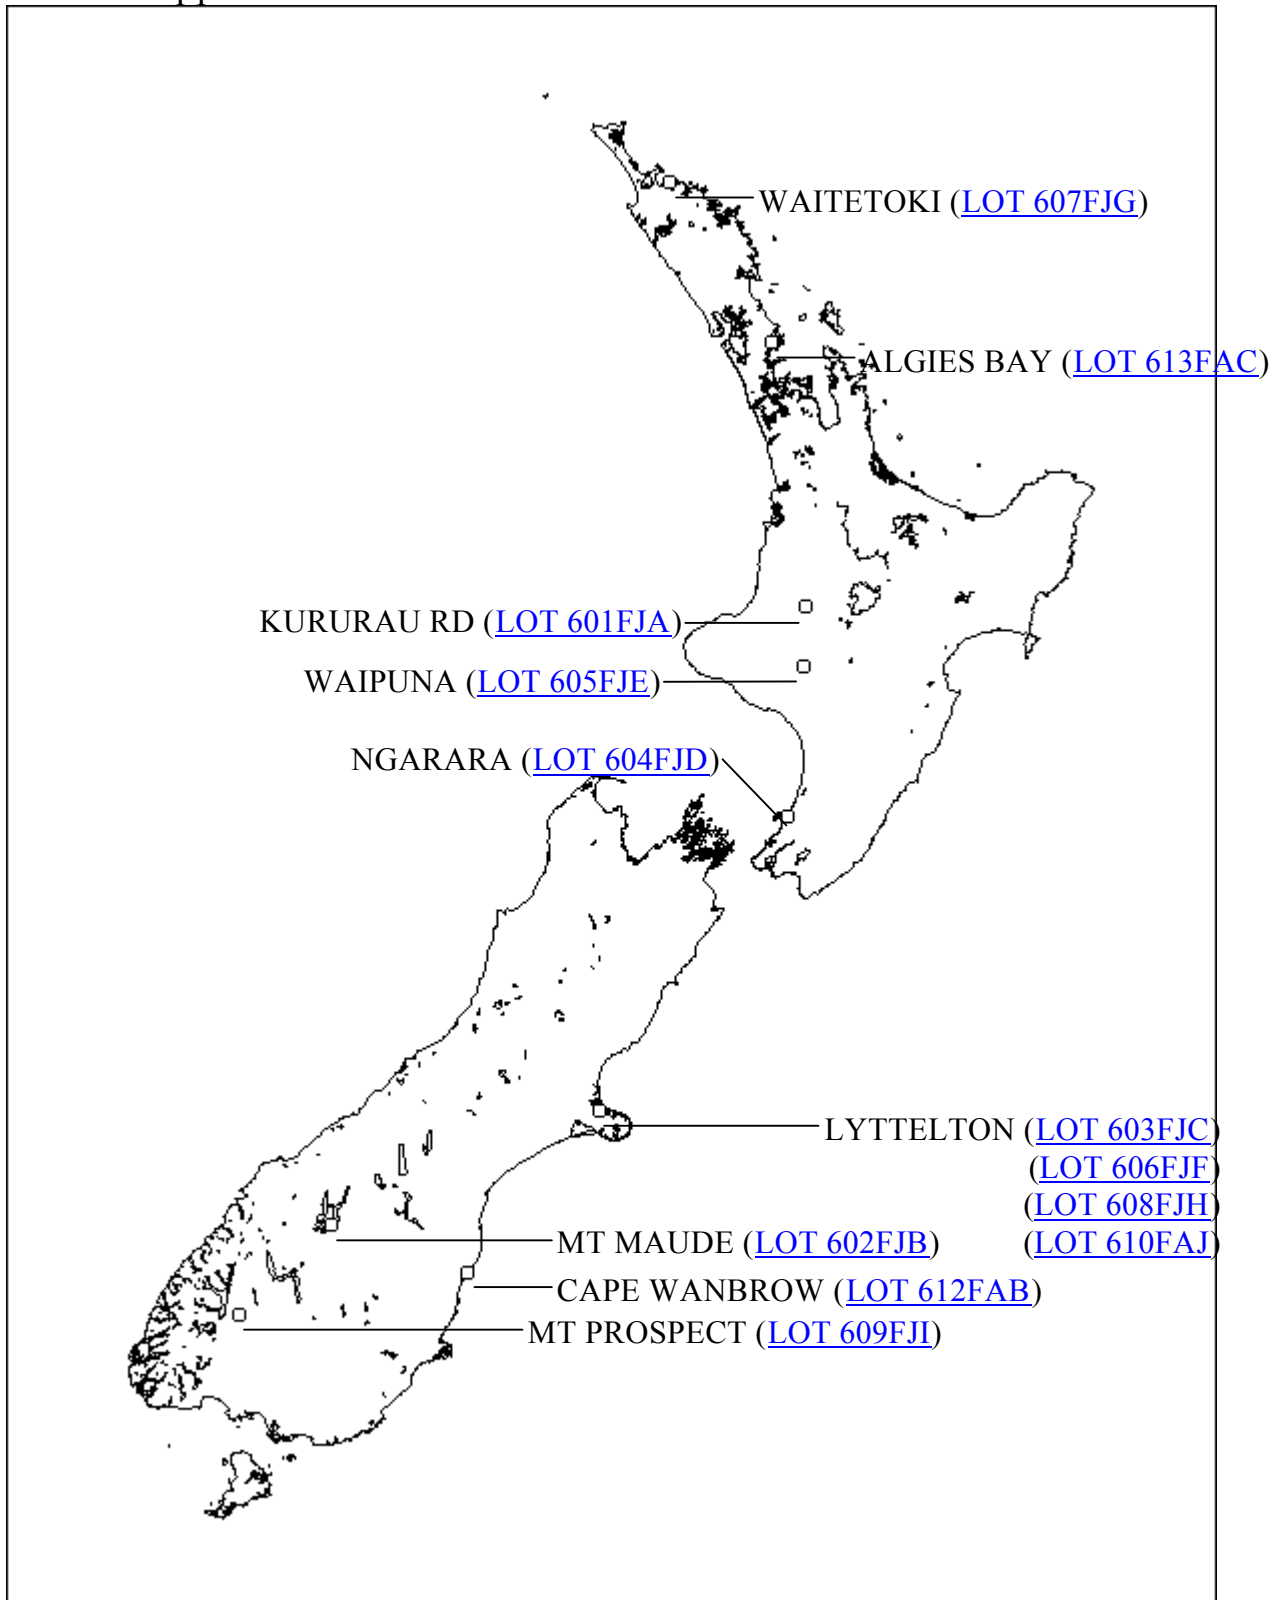 WAITETOKI (LOT 607FJG)
ALGIES BAY (LOT 613FAC)
KURURAU RD (LOT 601FJA)
WAIPUNA (LOT 605FJE)
NGARARA (LOT 604FJD)
LYTTELTON (LOT 603FJC)
(LOT 606FJF)
(LOT 608FJH)
MT MAUDE (LOT 602FJB) (LOT 610FAJ)
CAPE WANBROW (LOT 612FAB)
MT PROSPECT (LOT 609FJI)